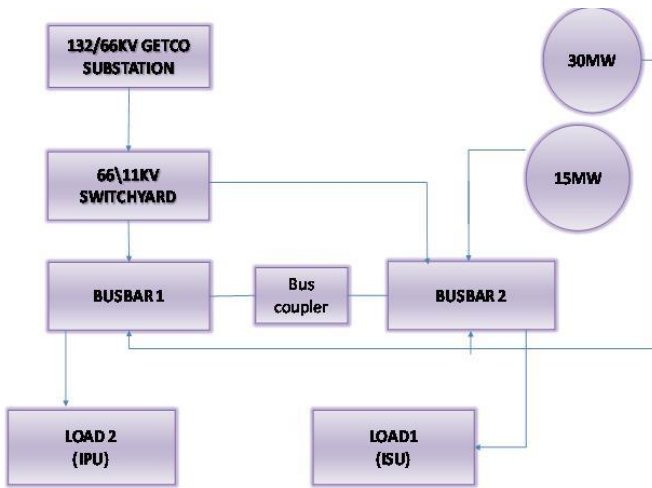 132/66KV GETCO
SUBSTATION
30MW
66\11KV
SWITCHYARD
15MW
BUSBAR 1
Bus
coupler
BUSBAR 2
LOAD 2
(IPU)
LOAD1
(ISU)